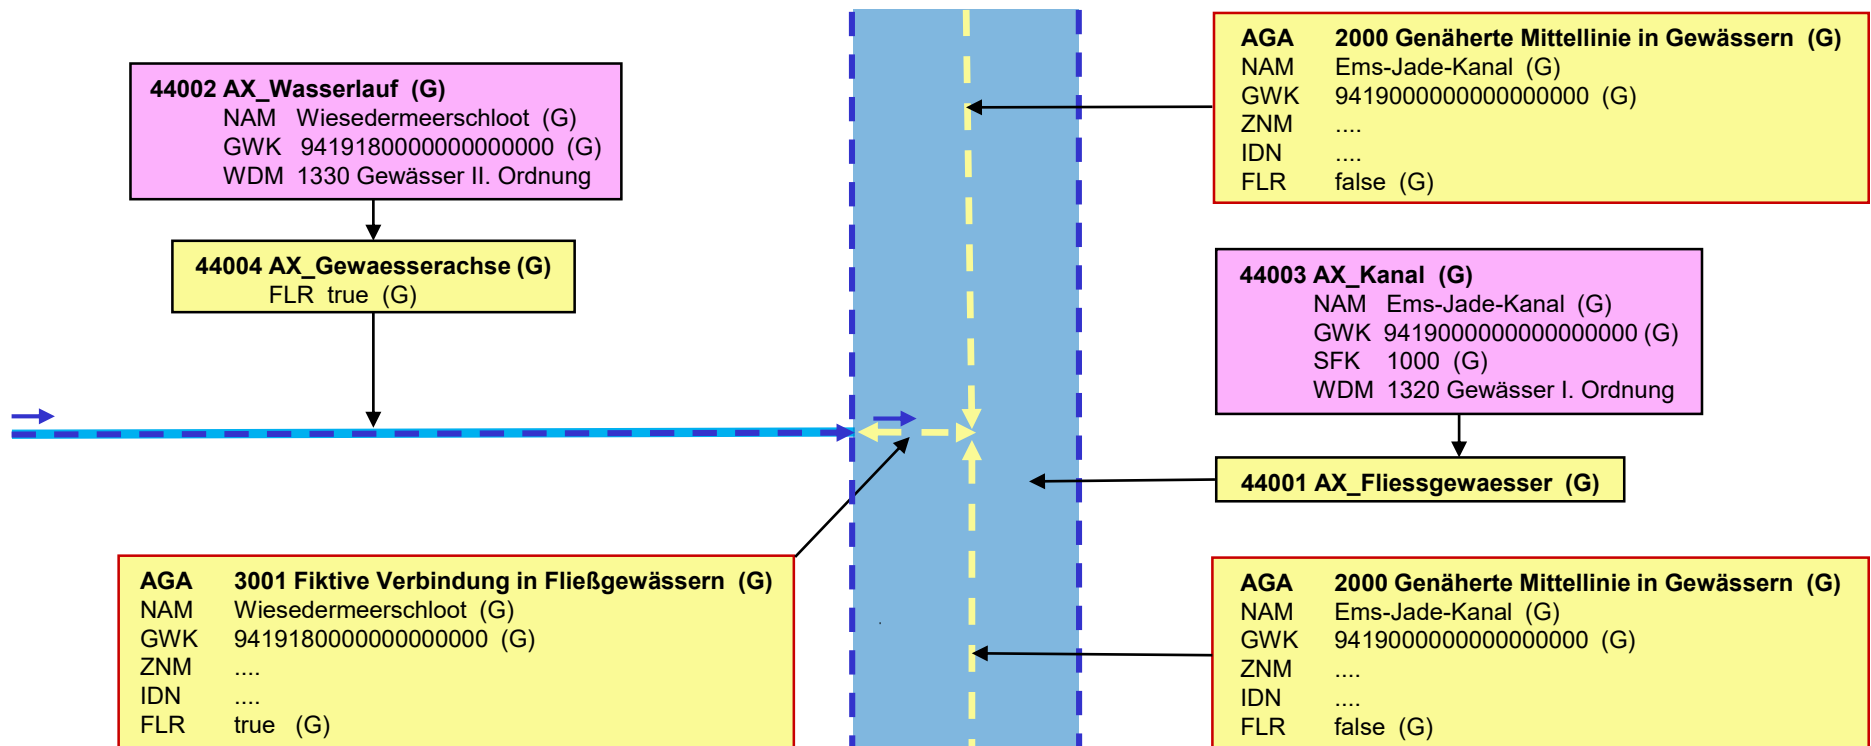 44002 AX_Wasserlauf (G)
NAM Wiesedermeerschloot (G)
GWK 9419180000000000000 (G)
WDM 1330 Gewässer II. Ordnung
44004 AX_Gewaesserachse (G)
FLR true (G)
AGA 3001 Fiktive Verbindung in Fließgewässern (G)
NAM Wiesedermeerschloot (G)
GWK 9419180000000000000 (G)
ZNM ....
IDN ....
FLR true (G)
AGA 2000 Genäherte Mittellinie in Gewässern (G)
NAM Ems-Jade-Kanal (G)
GWK 9419000000000000000 (G)
ZNM ....
IDN ....
FLR false (G)
44003 AX_Kanal (G)
NAM Ems-Jade-Kanal (G)
GWK 9419000000000000000 (G)
SFK 1000 (G)
WDM 1320 Gewässer I. Ordnung
44001 AX_Fliessgewaesser (G)
AGA 2000 Genäherte Mittellinie in Gewässern (G)
NAM Ems-Jade-Kanal (G)
GWK 9419000000000000000 (G)
ZNM ....
IDN ....
FLR false (G)